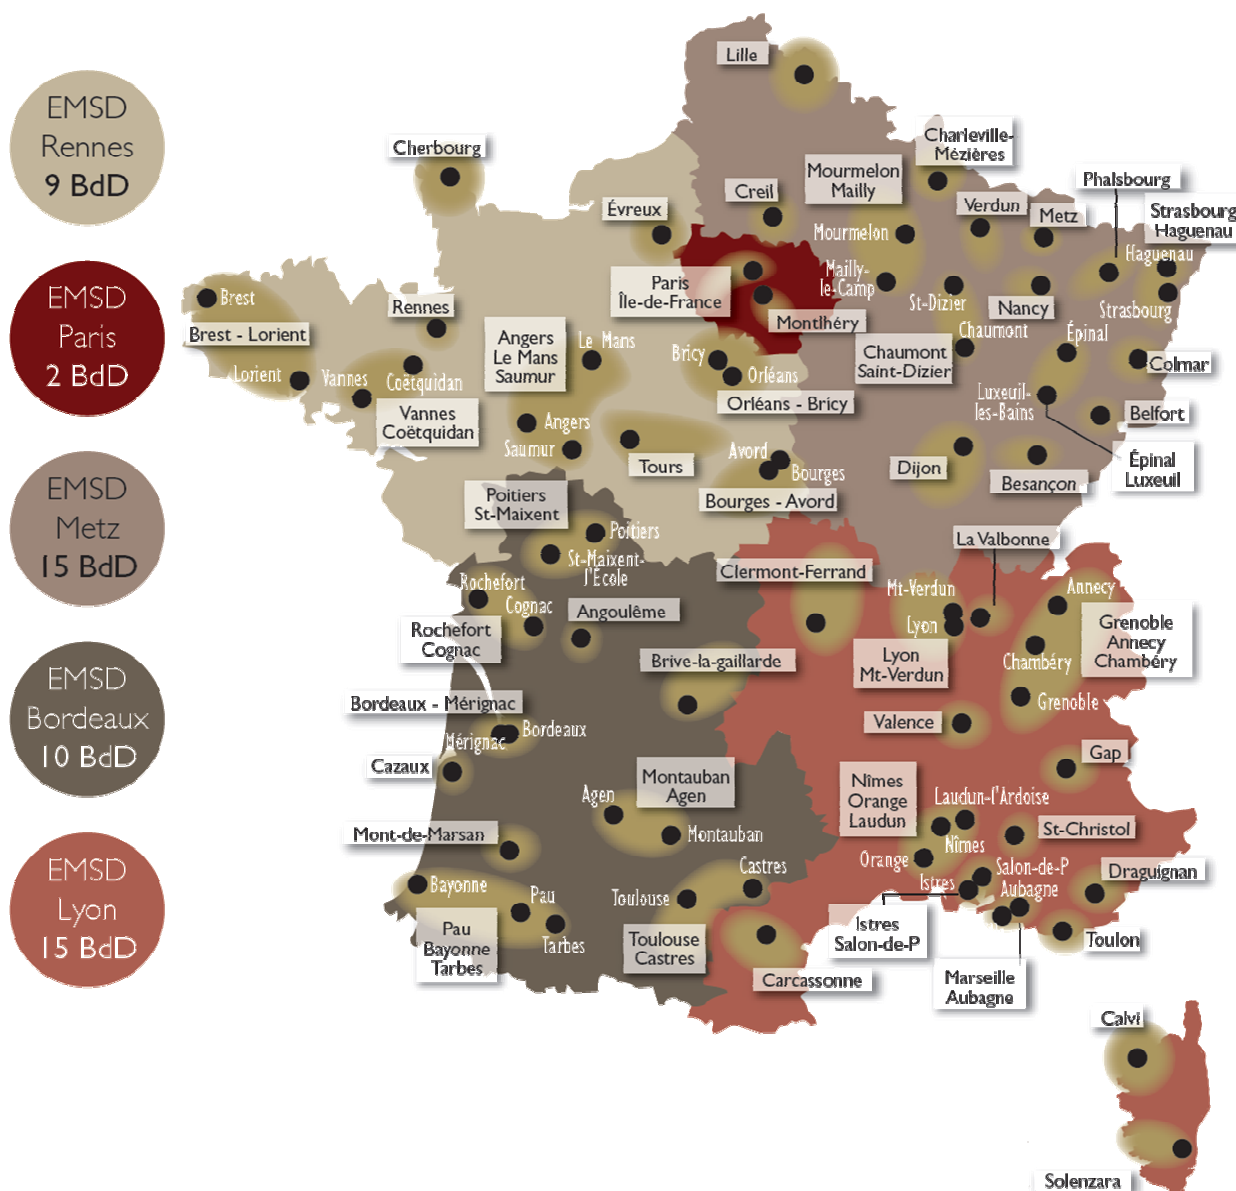 EMSD
Rennes
9 BdD
EMSD
Paris
2 BdD
EMSD
Metz
15 BdD
EMSD
Bordeaux
10 BdD
EMSD
Lyon
15 BdD
Lille
Cherbourg
Charleville-
Mézières
Mourmelon
Mailly
Creil
Évreux
Verdun
Metz
Phalsbourg
Strasbourg
Haguenau
Mourmelon
Haguenau
Paris
Île-de-France
Mailly-
le-Camp
St-Dizier
Nancy
Strasbourg
Brest
Rennes
Brest - Lorient
Montlhéry
Chaumont
Épinal
Angers
Le Mans
Saumur
Le Mans
Bricy
Orléans
Chaumont
Saint-Dizier
Colmar
Lorient
Vannes
Coëtquidan
Orléans - Bricy
Luxeuil-
les-Bains
Belfort
Vannes
Coëtquidan
Angers
Saumur
Tours
Avord
Bourges
Dijon
Besançon
Épinal
Luxeuil
Bourges - Avord
Poitiers
St-Maixent
Poitiers
St-Maixent-
l'École
La Valbonne
Clermont-Ferrand
Rochefort
Cognac
Angoulême
Mt-Verdun
Lyon
Annecy
Rochefort
Cognac
Grenoble
Annecy
Chambéry
Chambéry
Brive-la-gaillarde
Lyon
Mt-Verdun
Grenoble
Bordeaux - Mérignac
Bordeaux
Mérignac
Valence
Cazaux
Gap
Montauban
Agen
Nîmes
Orange
Laudun
Laudun-l'Ardoise
Agen
Mont-de-Marsan
Montauban
St-Christol
Nîmes
Orange
Castres
Salon-de-P
Draguignan
Bayonne
Pau
Toulouse
Istres
Aubagne
Pau
Bayonne
Tarbes
Tarbes
Toulouse
Castres
Istres
Salon-de-P
Toulon
Carcassonne
Marseille
Aubagne
Calvi
Solenzara